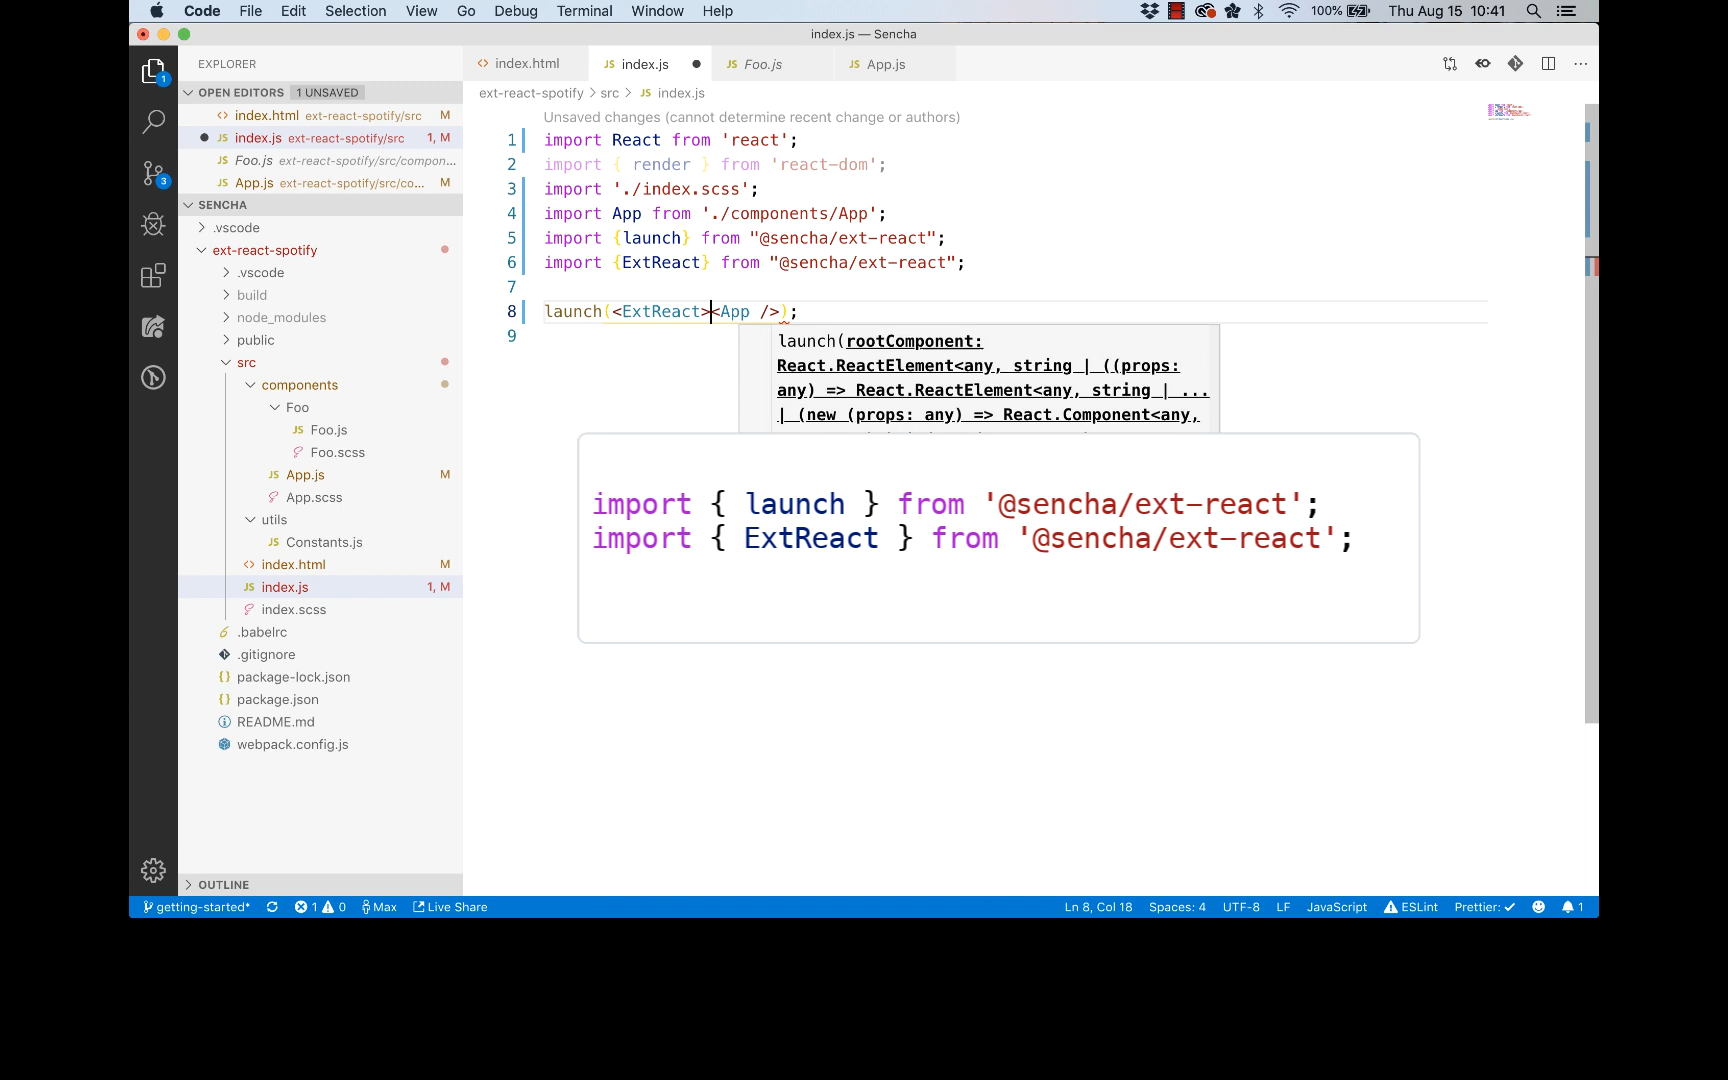 Code File Edit Selection View Go Debug Terminal Window Help 100% Thu Aug 15 10:41
index.js — Sencha
EXPLORER
OPEN EDITORS 1 UNSAVED
index.html ext-react-spotify/src M
index.js ext-react-spotify/src 1, M
Foo.js ext-react-spotify/src/compon...
App.js ext-react-spotify/src/co... M
SENCHA
.vscode
ext-react-spotify
.vscode
build
node_modules
public
src
components
Foo
JS Foo.js
Foo.scss
JS App.js M
App.scss
utils
JS Constants.js
index.html M
JS index.js 1, M
index.scss
.babelrc
.gitignore
package-lock.json
package.json
README.md
webpack.config.js
OUTLINE
index.html JS index.js JS Foo.js JS App.js
ext-react-spotify > src > JS index.js
Unsaved changes (cannot determine recent change or authors)
1 import React from 'react';
2 import { render } from 'react-dom';
3 import './index.scss';
4 import App from './components/App';
5 import {launch} from "@sencha/ext-react";
6 import {ExtReact} from "@sencha/ext-react";
7
8 launch(<ExtReact><App />);
9
launch(rootComponent:
React.ReactElement<any, string | ((props:
any) => React.ReactElement<any, string | ...
| (new (props: any) => React.Component<any,
import { launch } from '@sencha/ext-react';
import { ExtReact } from '@sencha/ext-react';
getting-started* 1 0 Max Live Share Ln 8, Col 18 Spaces: 4 UTF-8 LF JavaScript ESLint Prettier: ✓ 1